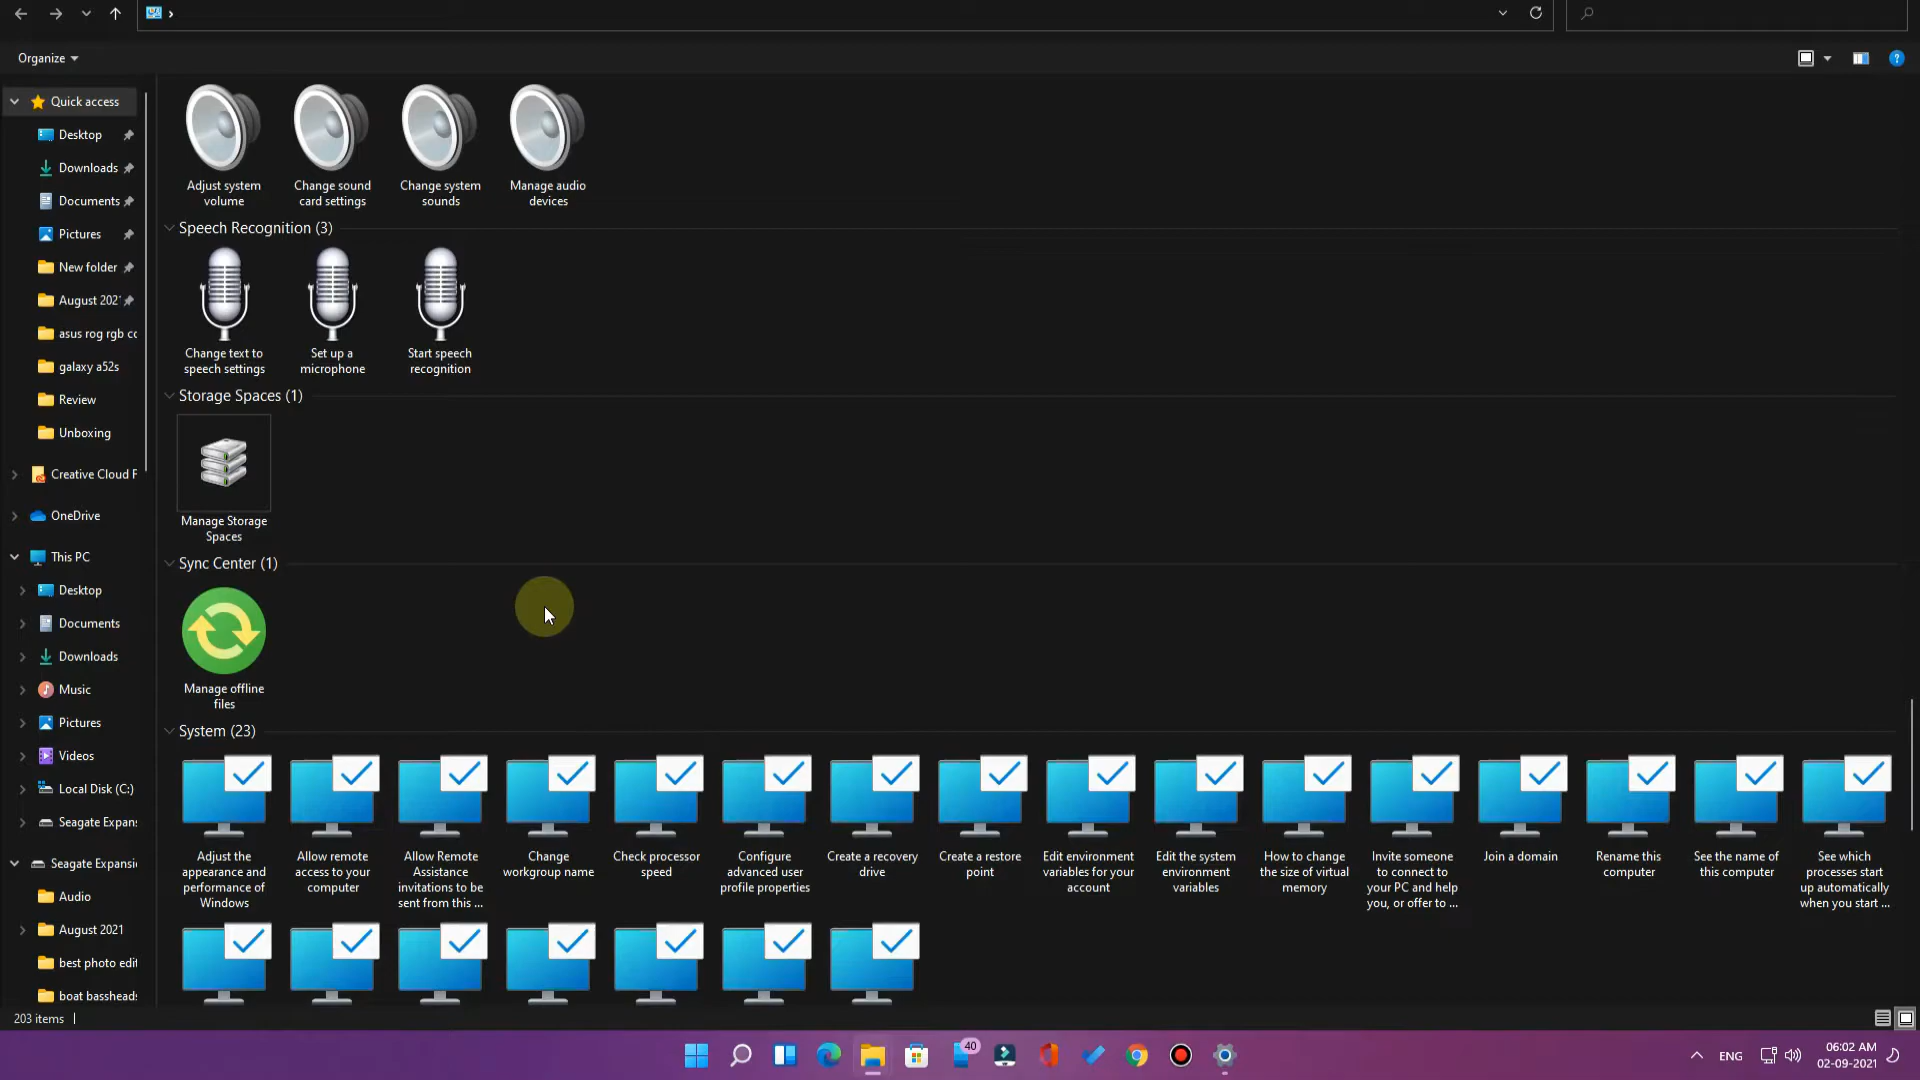 Organize
Quick access
Desktop
Downloads
Documents
Pictures
New folder
August 202
asus rog rgb cc
galaxy a52s
Review
Unboxing
Creative Cloud F
OneDrive
This PC
Desktop
Documents
Downloads
Music
Pictures
Videos
Local Disk (C:)
Seagate Expans
Seagate Expansi
Audio
August 2021
best photo edit
boat basshead
Adjust system
volume
Change sound
card settings
Change system
sounds
Manage audio
devices
Speech Recognition (3)
Change text to
speech settings
Set up a
microphone
Start speech
recognition
Storage Spaces (1)
Manage Storage
Spaces
Sync Center (1)
Manage offline
files
System (23)
Adjust the
appearance and
performance of
Windows
Allow remote
access to your
computer
Allow Remote
Assistance
invitations to be
sent from this ...
Change
workgroup name
Check processor
speed
Configure
advanced user
profile properties
Create a recovery
drive
Create a restore
point
Edit environment
variables for your
account
Edit the system
environment
variables
How to change
the size of virtual
memory
Invite someone
to connect to
your PC and help
you, or offer to ...
Join a domain
Rename this
computer
See the name of
this computer
See which
processes start
up automatically
when you start ...
203 items
40
ENG
06:02 AM
02-09-2021